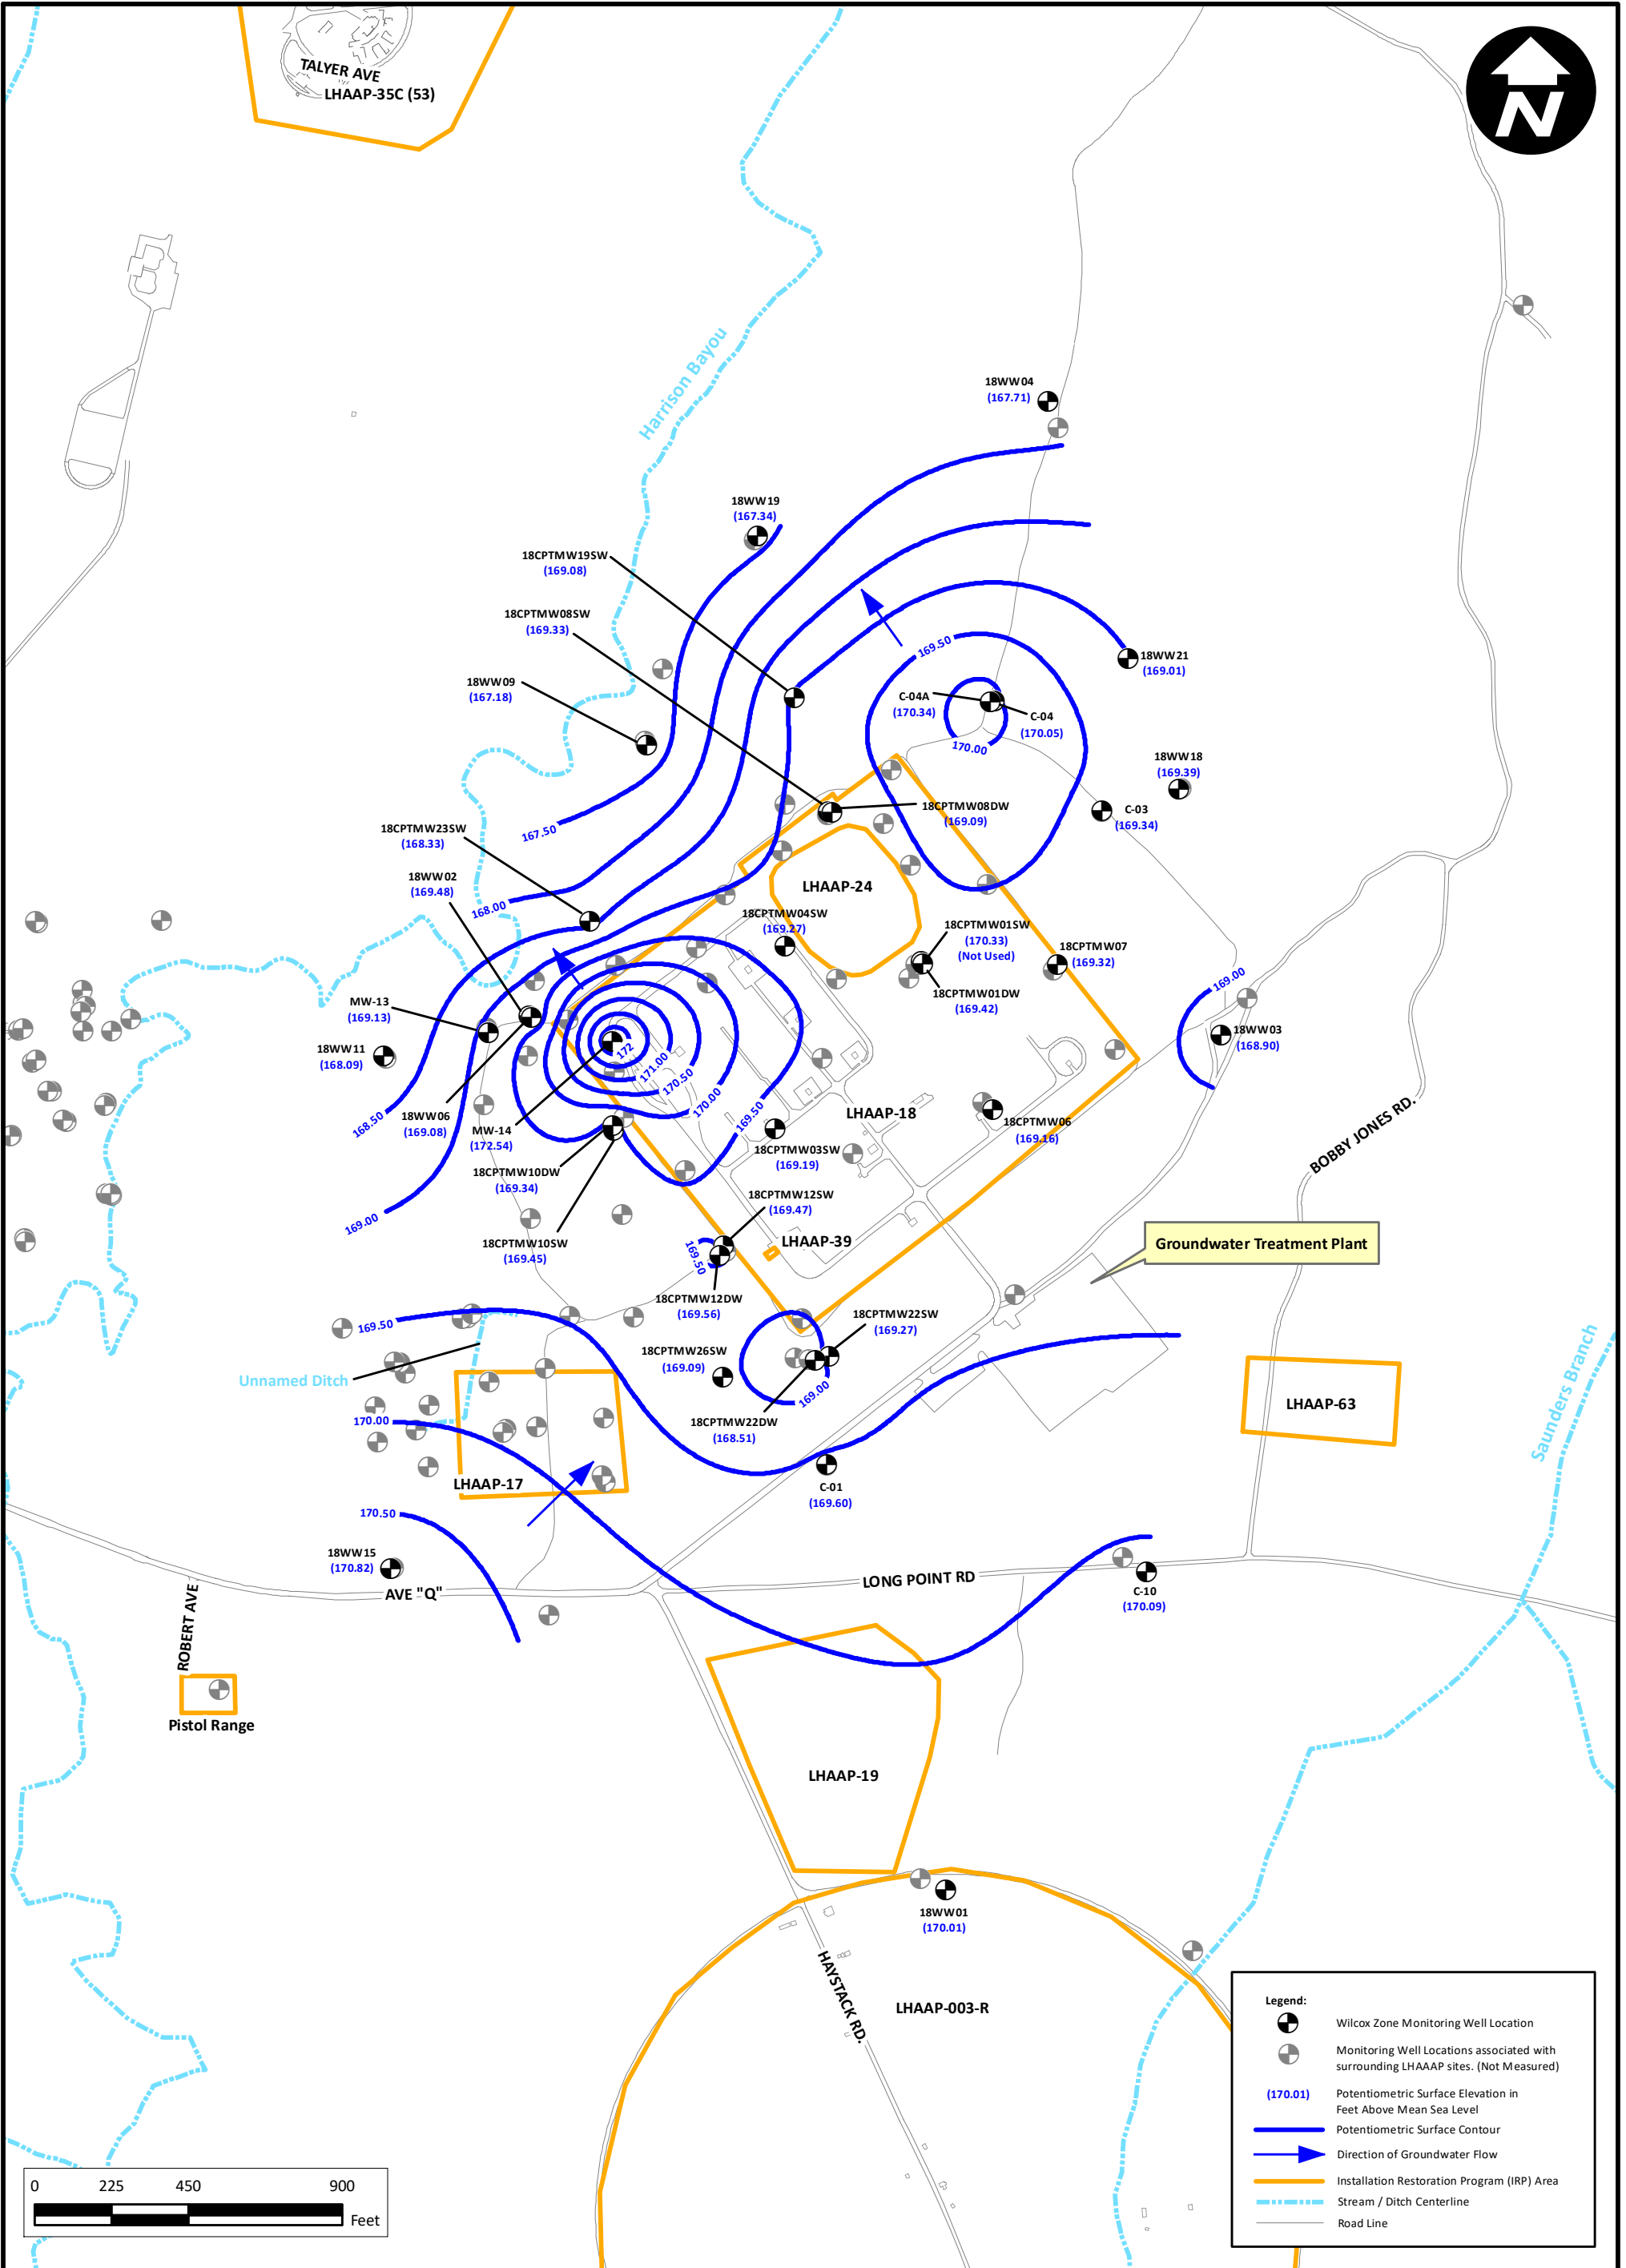 TALYER AVE
LHAAP-35C (53)
N
Harrison Bayou
18WW04
(167.71)
18WW19
(167.34)
18CPTMW19SW
(169.08)
18CPTMW08SW
(169.33)
18WW09
(167.18)
169.50
18WW21
(169.01)
C-04A
(170.34)
C-04
(170.05)
170.00
18WW18
(169.39)
18CPTMW08DW
(169.09)
C-03
(169.34)
167.50
18CPTMW23SW
(168.33)
18WW02
(169.48)
168.00
LHAAP-24
18CPTMW04SW
(169.27)
18CPTMW01SW
(170.33)
(Not Used)
18CPTMW07
(169.32)
18CPTMW01DW
(169.42)
169.00
MW-13
(169.13)
18WW11
(168.09)
18WW03
(168.90)
172
171.00
170.50
170.00
169.50
168.50
18WW06
(169.08)
MW-14
(172.54)
LHAAP-18
18CPTMW06
(169.16)
BOBBY JONES RD.
18CPTMW03SW
(169.19)
18CPTMW10DW
(169.34)
18CPTMW12SW
(169.47)
169.00
18CPTMW10SW
(169.45)
169.50
LHAAP-39
Groundwater Treatment Plant
18CPTMW12DW
(169.56)
169.50
18CPTMW22SW
(169.27)
18CPTMW26SW
(169.09)
Unnamed Ditch
169.00
LHAAP-63
Saunders Branch
170.00
18CPTMW22DW
(168.51)
LHAAP-17
C-01
(169.60)
170.50
18WW15
(170.82)
AVE "Q"
LONG POINT RD
C-10
(170.09)
ROBERT AVE
Pistol Range
LHAAP-19
18WW01
(170.01)
HAYSTACK RD.
LHAAP-003-R
Legend:
Wilcox Zone Monitoring Well Location
Monitoring Well Locations associated with
surrounding LHAAAP sites. (Not Measured)
(170.01)
Potentiometric Surface Elevation in
Feet Above Mean Sea Level
Potentiometric Surface Contour
Direction of Groundwater Flow
Installation Restoration Program (IRP) Area
Stream / Ditch Centerline
Road Line
0 225 450 900
Feet